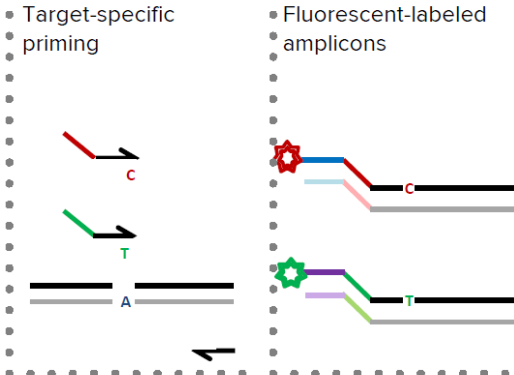 Target-specific
priming
Fluorescent-labeled
amplicons
C
C
T
A
T